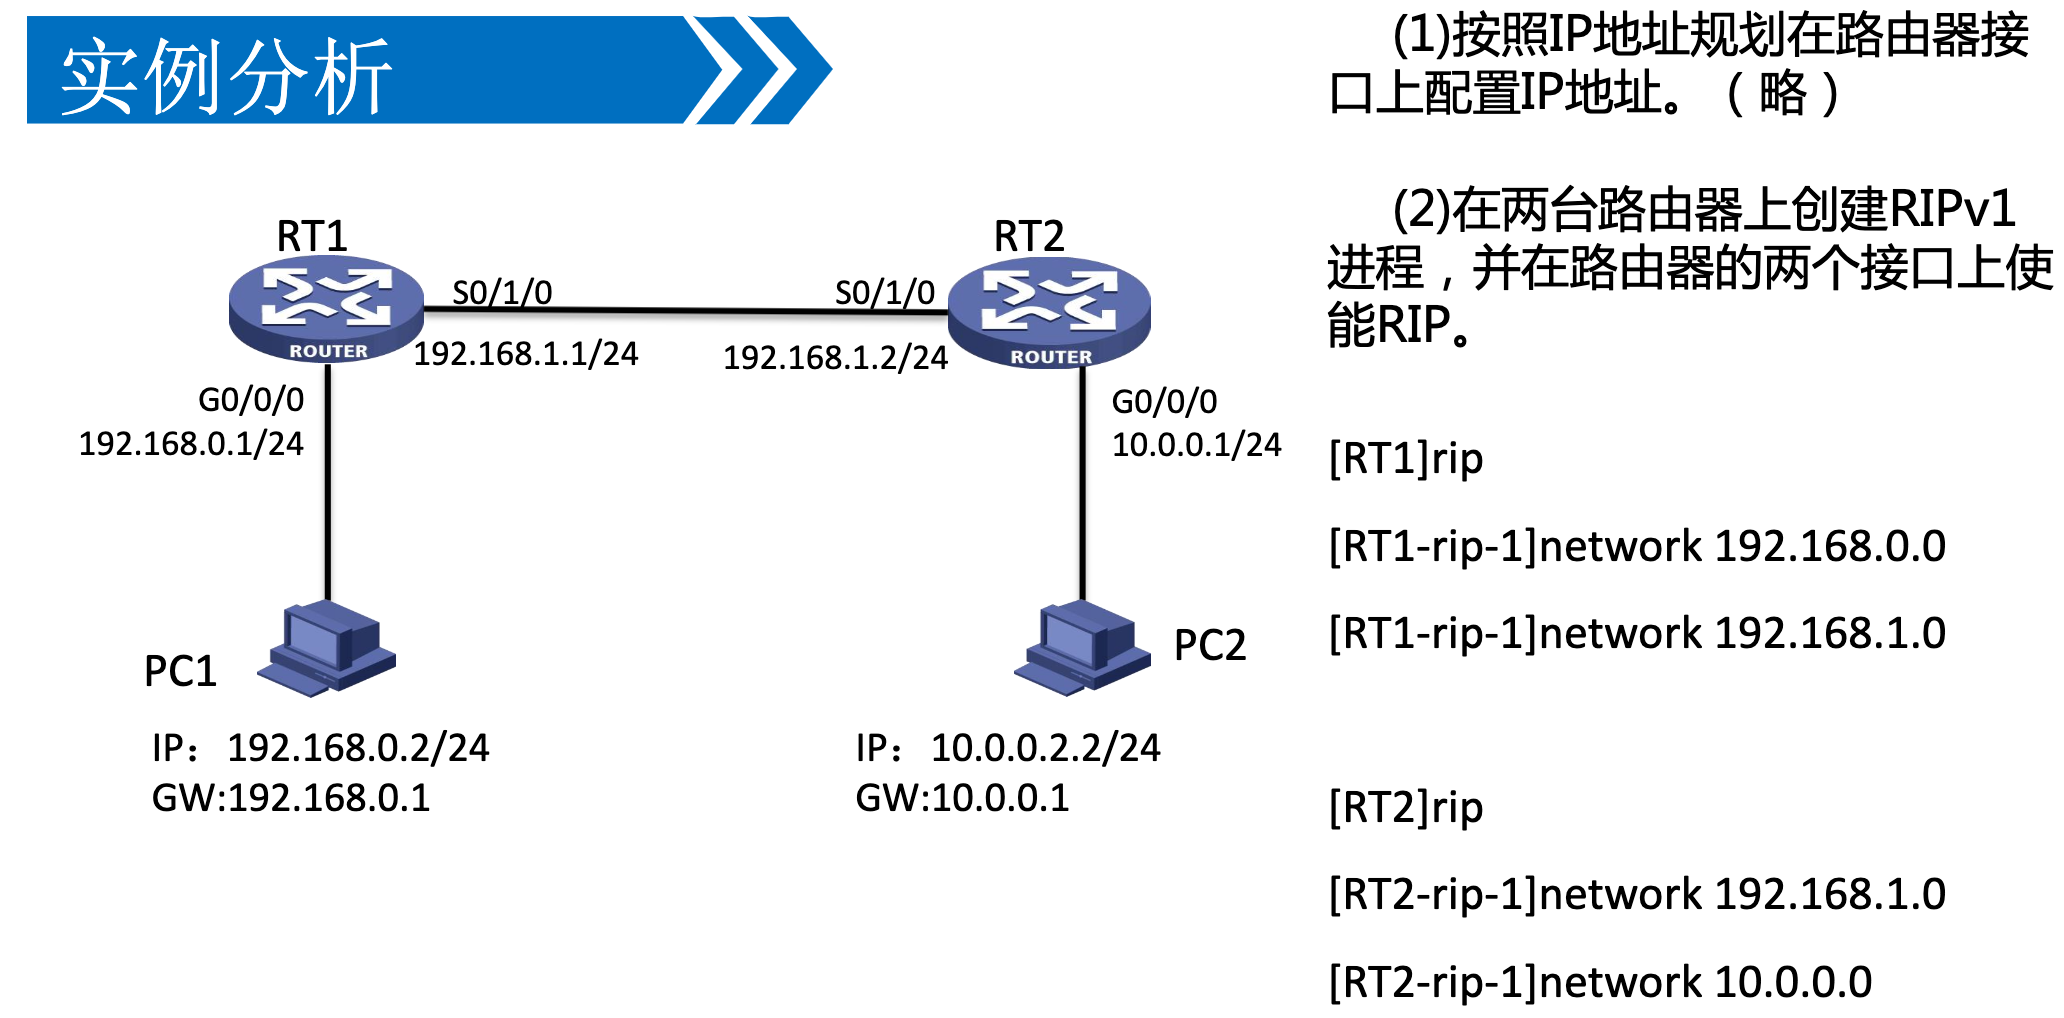 实例分析
(1)按照IP地址规划在路由器接
口上配置IP地址。（略）
(2)在两台路由器上创建RIPv1
进程，并在路由器的两个接口上使
能RIP。
RT1
RT2
S0/1/0
S0/1/0
ROUTER
ROUTER
192.168.1.1/24
192.168.1.2/24
G0/0/0
192.168.0.1/24
G0/0/0
10.0.0.1/24
PC1
PC2
IP：192.168.0.2/24
GW:192.168.0.1
IP：10.0.0.2.2/24
GW:10.0.0.1
[RT1]rip
[RT1-rip-1]network 192.168.0.0
[RT1-rip-1]network 192.168.1.0
[RT2]rip
[RT2-rip-1]network 192.168.1.0
[RT2-rip-1]network 10.0.0.0